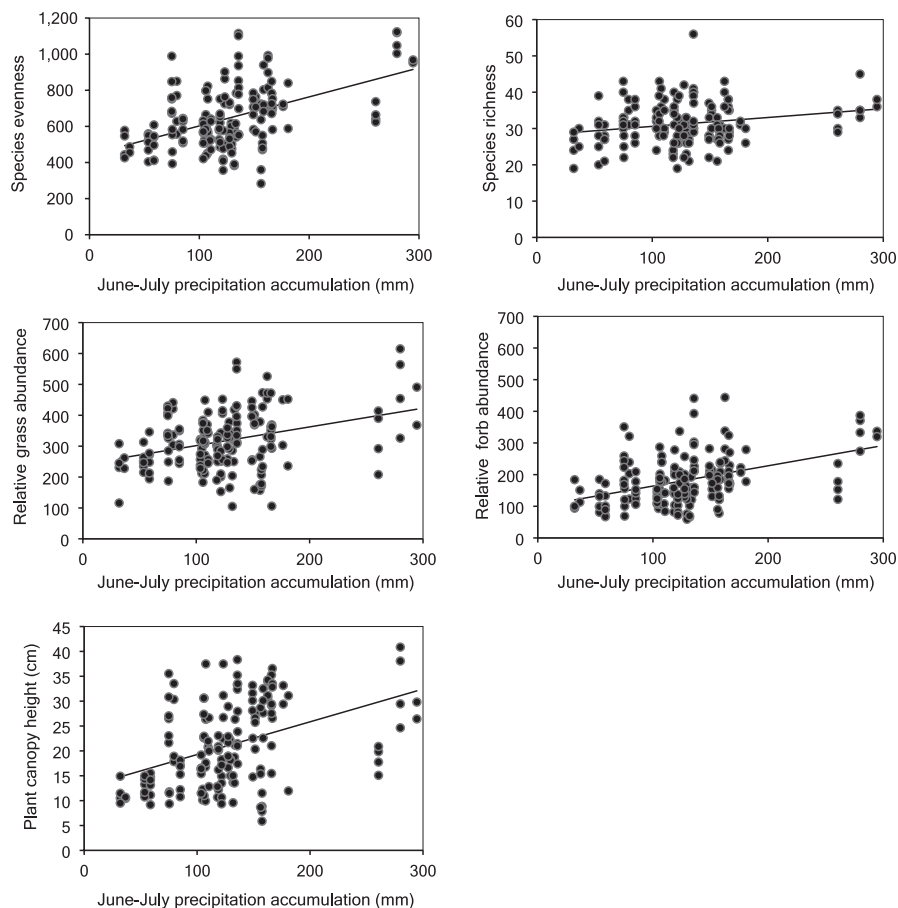 1,200
1,000
800
600
400
200
0
Species evenness
0 100 200 300
June-July precipitation accumulation (mm)
60
50
40
30
20
10
0
Species richness
0 100 200 300
June-July precipitation accumulation (mm)
700
600
500
400
300
200
100
0
Relative grass abundance
0 100 200 300
June-July precipitation accumulation (mm)
700
600
500
400
300
200
100
0
Relative forb abundance
0 100 200 300
June-July precipitation accumulation (mm)
45
40
35
30
25
20
15
10
5
0
Plant canopy height (cm)
0 100 200 300
June-July precipitation accumulation (mm)